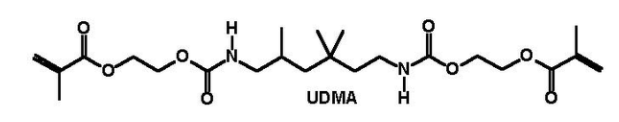 O H O
O N O
O N O
O UDMA H O